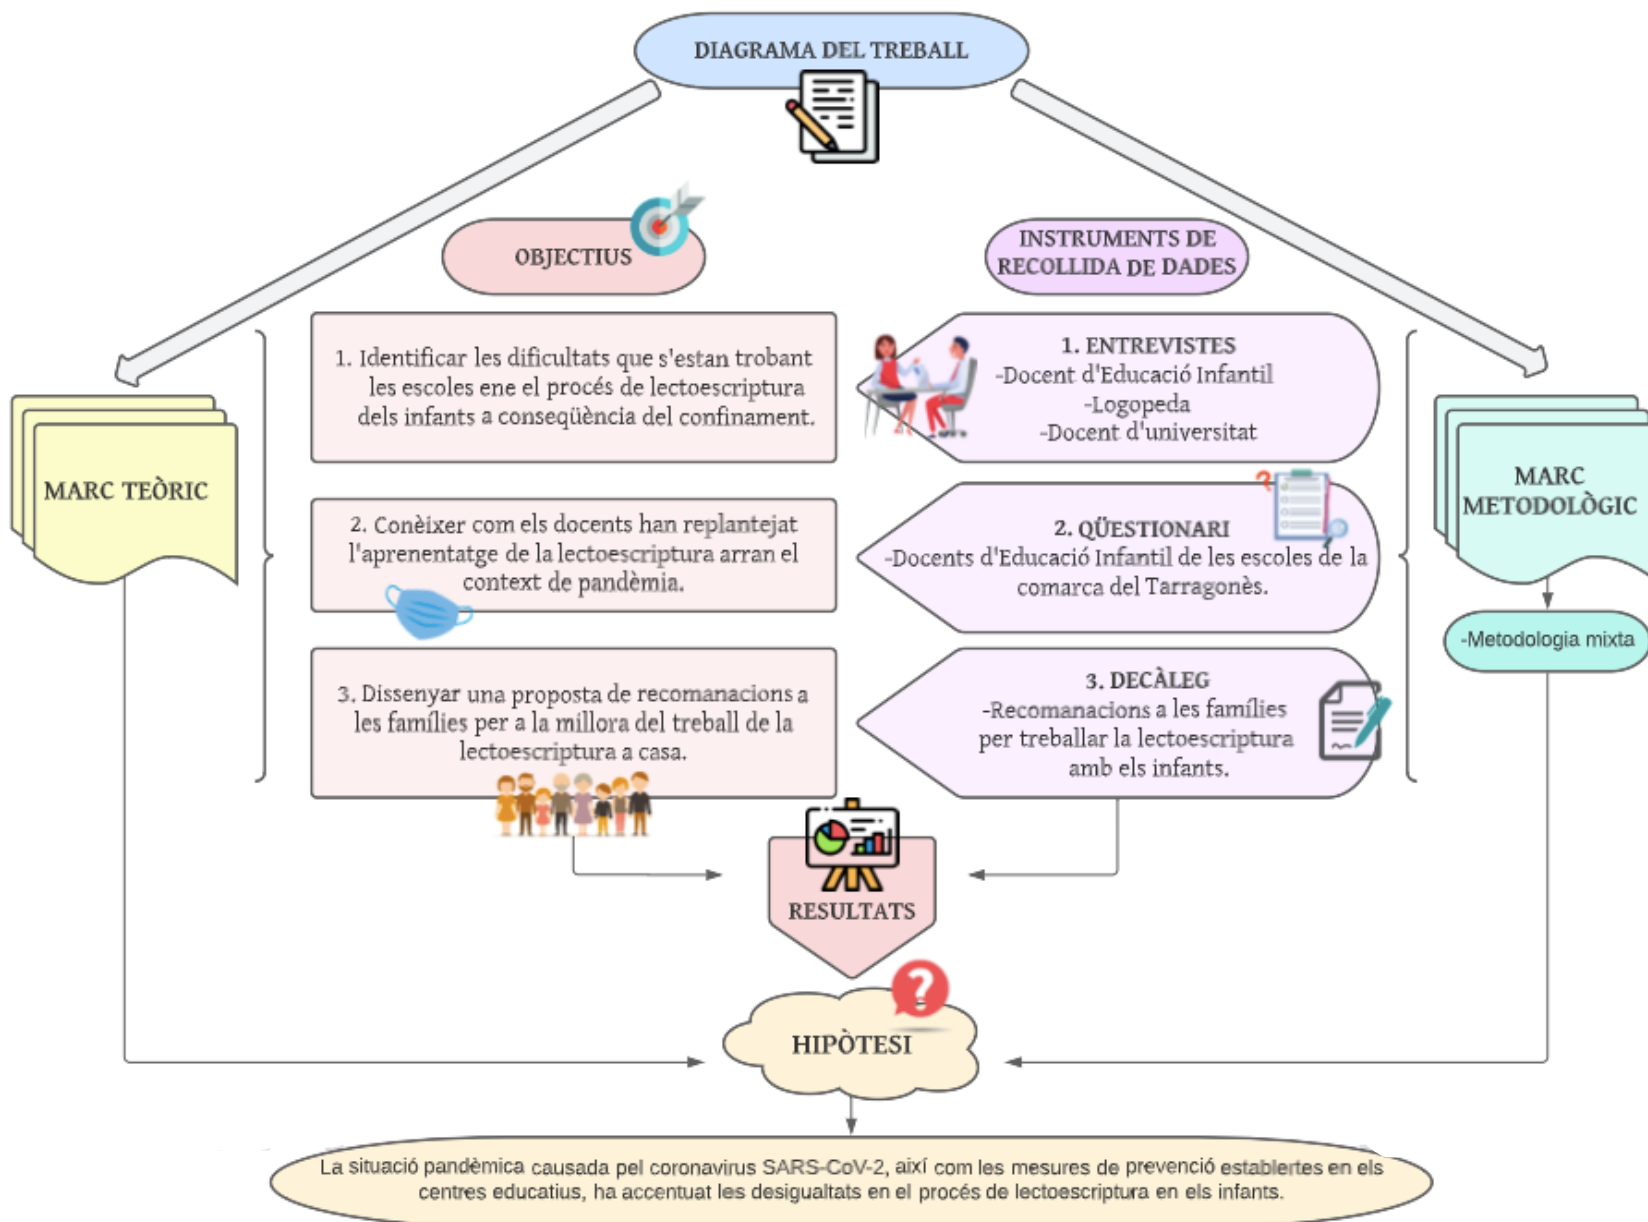 DIAGRAMA DEL TREBALL
OBJECTIUS
INSTRUMENTS DE
RECOLLIDA DE DADES
1. Identificar les dificultats que s'estan trobant
les escoles ene el procés de lectoescriptura
dels infants a conseqüència del confinament.
1. ENTREVISTES
-Docent d'Educació Infantil
-Logopeda
-Docent d'universitat
MARC TEÒRIC
MARC
METODOLÒGIC
2. Conèixer com els docents han replantejat
l'aprenentatge de la lectoescriptura arran el
context de pandèmia.
2. QÜESTIONARI
-Docents d'Educació Infantil de les escoles de la
comarca del Tarragonès.
-Metodologia mixta
3. Dissenyar una proposta de recomanacions a
les famílies per a la millora del treball de la
lectoescriptura a casa.
3. DECÀLEG
-Recomanacions a les famílies
per treballar la lectoescriptura
amb els infants.
RESULTATS
?
HIPÒTESI
La situació pandèmica causada pel coronavirus SARS-CoV-2, així com les mesures de prevenció establertes en els
centres educatius, ha accentuat les desigualtats en el procés de lectoescriptura en els infants.